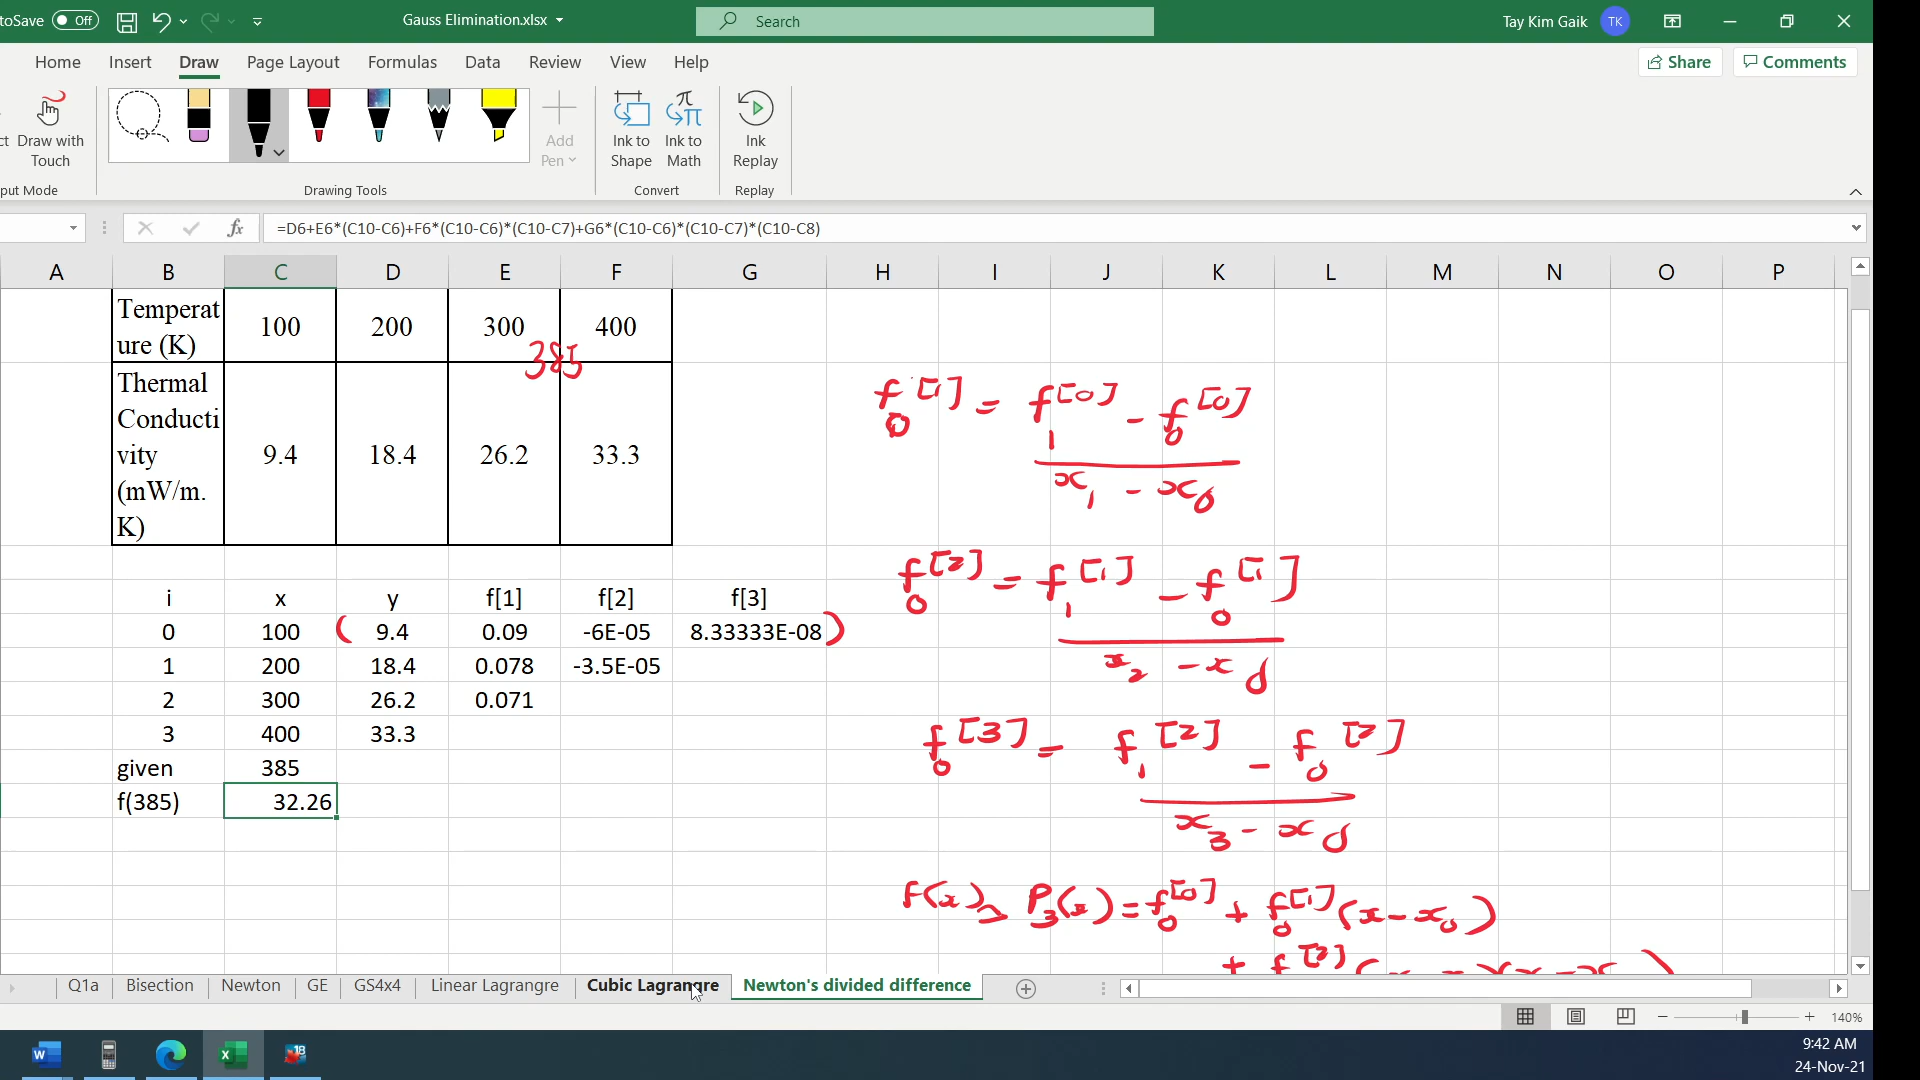 toSave Off Gauss Elimination.xlsx Search Tay Kim Gaik TK
Home Insert Draw Page Layout Formulas Data Review View Help Share Comments
ct Draw with Touch
Add Pen
Ink to Shape
Ink to Math
Ink Replay
put Mode Drawing Tools Convert Replay
fx =D6+E6*(C10-C6)+F6*(C10-C6)*(C10-C7)+G6*(C10-C6)*(C10-C7)*(C10-C8)
A B C D E F G H I J K L M N O P
Temperat
ure (K) 100 200 300 400
385
Thermal
Conducti
vity
(mW/m.
K) 9.4 18.4 26.2 33.3
f0[1] = f1[0] - f0[0]
x1 - x0
f0[2] = f1[1] - f0[1]
x2 - x0
i x y f[1] f[2] f[3]
0 100 ( 9.4 0.09 -6E-05 8.33333E-08 )
1 200 18.4 0.078 -3.5E-05
2 300 26.2 0.071
3 400 33.3
given 385
f(385) 32.26
f0[3] = f1[2] - f0[2]
x3 - x0
f(x) ≈ P3(x) = f0[0] + f0[1](x - x0)
+ f[2]
Q1a Bisection Newton GE GS4x4 Linear Lagrangre Cubic Lagrangre Newton's divided difference
140%
W 18
9:42 AM
24-Nov-21